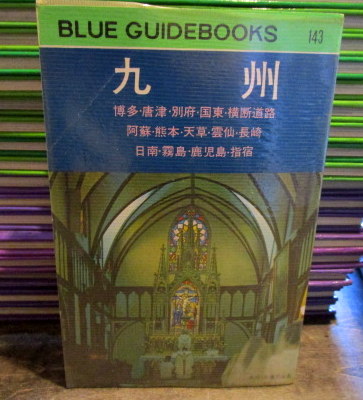 BLUE GUIDEBOOKS 143
九州
博多・唐津・別府・国東・横断道路
阿蘇・熊本・天草・雲仙・長崎
日南・霧島・鹿児島・指宿